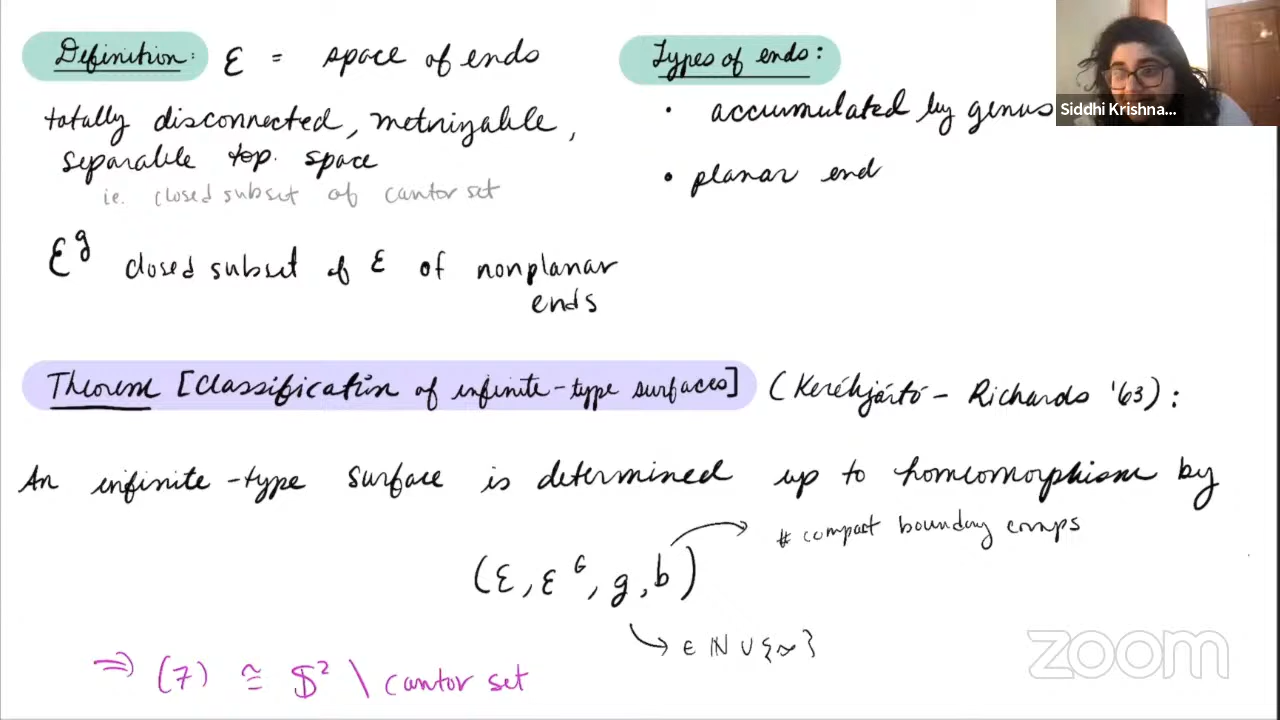 Definition: Ɛ = space of ends
totally disconnected, metrizable,
separable top. space
i.e. closed subset of cantor set
Ɛ^g closed subset of Ɛ of nonplanar
ends
Types of ends:
• accumulated by genus
• planar end
Siddhi Krishna...
Theorem [Classification of infinite-type surfaces] (Kerékjártó - Richards '63):
An infinite-type surface is determined up to homeomorphism by
# compact boundary comps
(Ɛ, Ɛ^G, g, b)
∈ ℕ ∪ {∞}
⇒ (7) ≅ 𝕊² \ cantor set
zoom